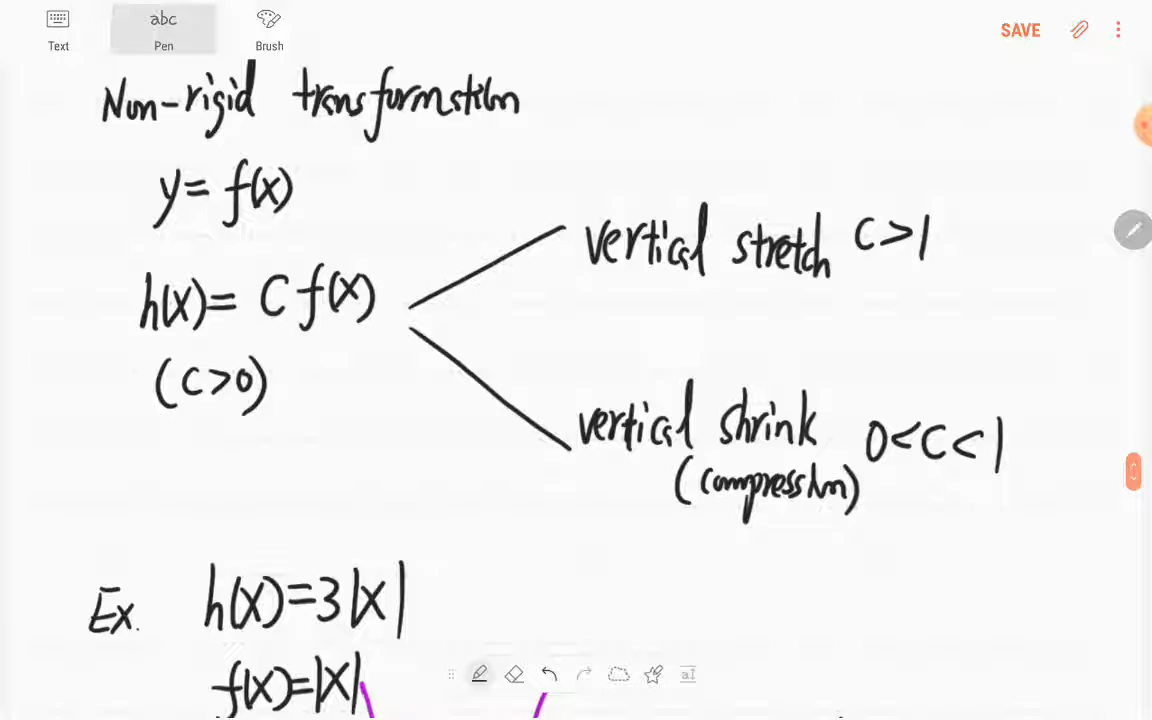 Text
abc
Pen
Brush
SAVE
Non-rigid transformation
y = f(x)
vertical stretch C > 1
h(x) = C f(x)
(C > 0)
vertical shrink 0 < C < 1
(compression)
Ex. h(x) = 3|x|
f(x) = |x|
aI